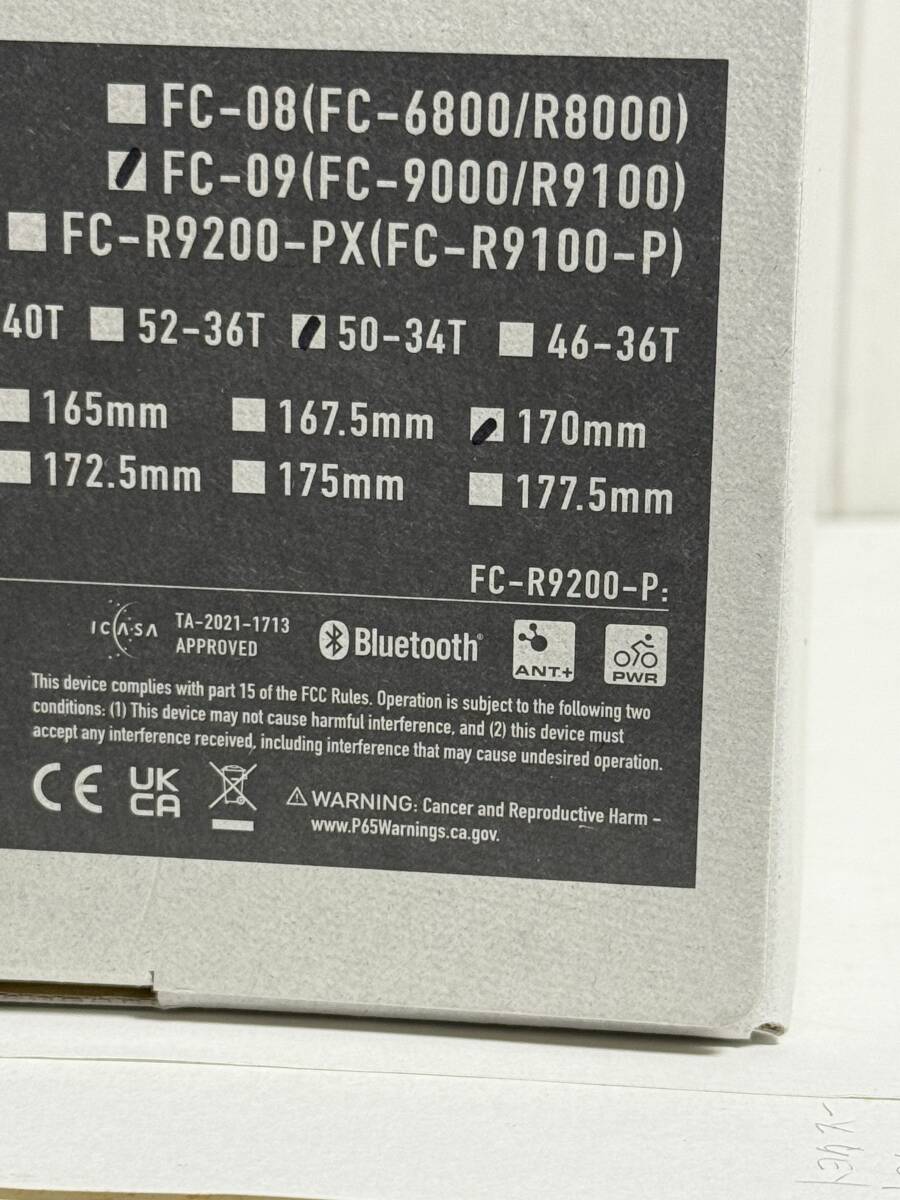 FC-08(FC-6800/R8000)
FC-09(FC-9000/R9100)
FC-R9200-PX(FC-R9100-P)
40T 52-36T 50-34T 46-36T
165mm 167.5mm 170mm
172.5mm 175mm 177.5mm
FC-R9200-P:
ICASA TA-2021-1713 APPROVED Bluetooth® ANT+ PWR
This device complies with part 15 of the FCC Rules. Operation is subject to the following two
conditions: (1) This device may not cause harmful interference, and (2) this device must
accept any interference received, including interference that may cause undesired operation.
CE UK CA
WARNING: Cancer and Reproductive Harm –
www.P65Warnings.ca.gov.